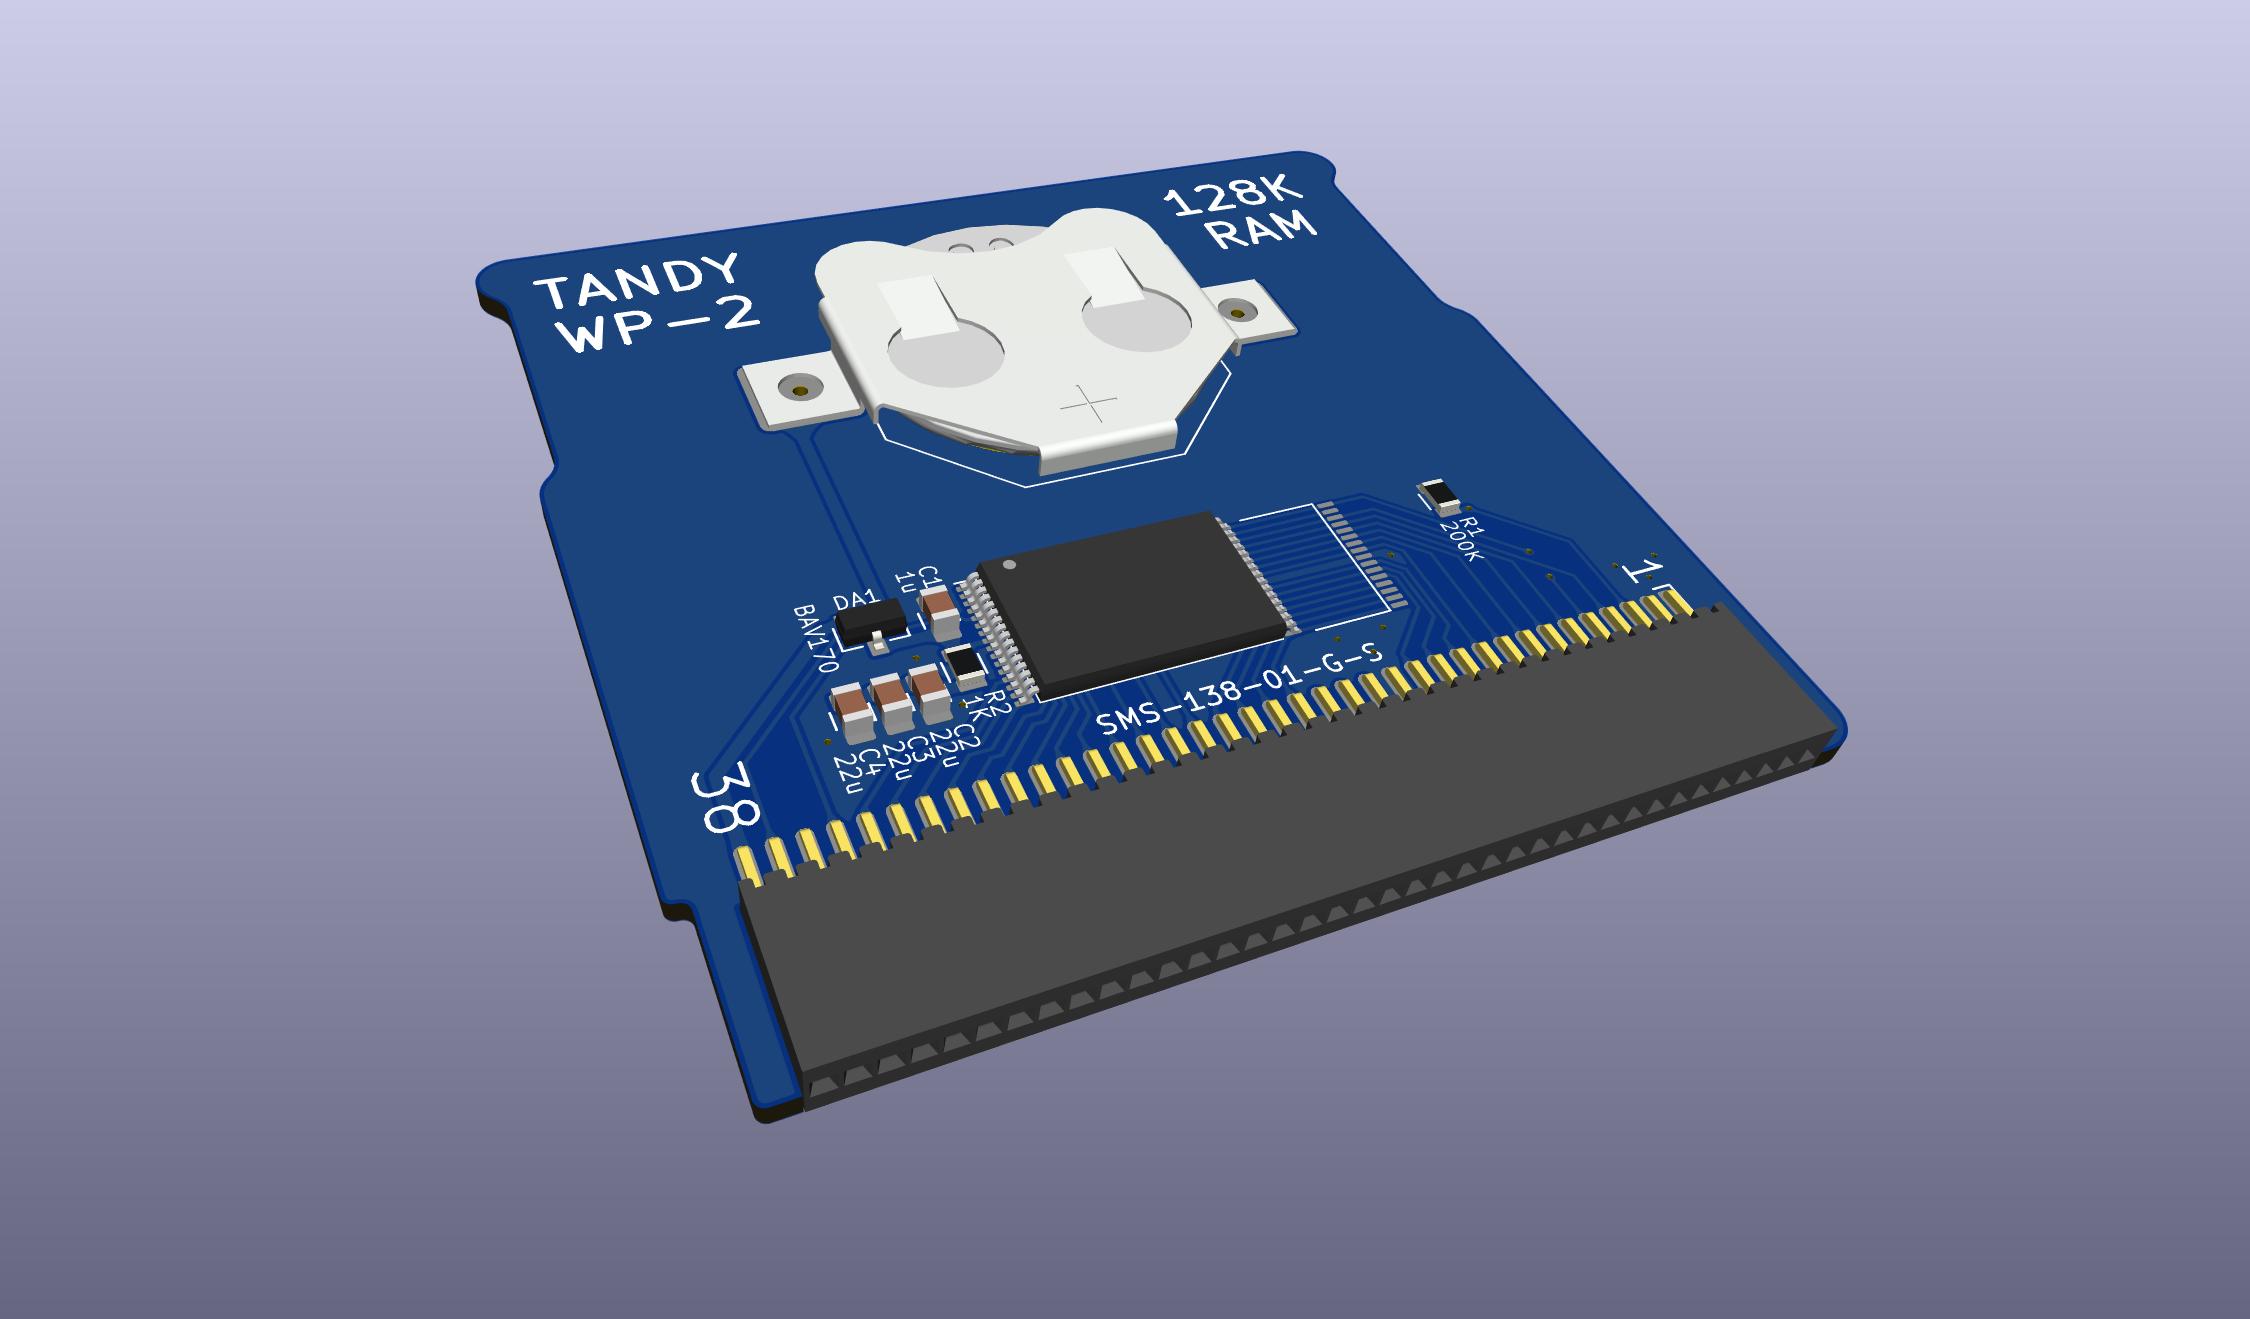 TANDY
WP-2
128K
RAM
R1
200K
1
C1
1u
DA1
BAV170
R2
1K
SMS-138-01-G-S
C2
22u
C3
22u
C4
22u
38